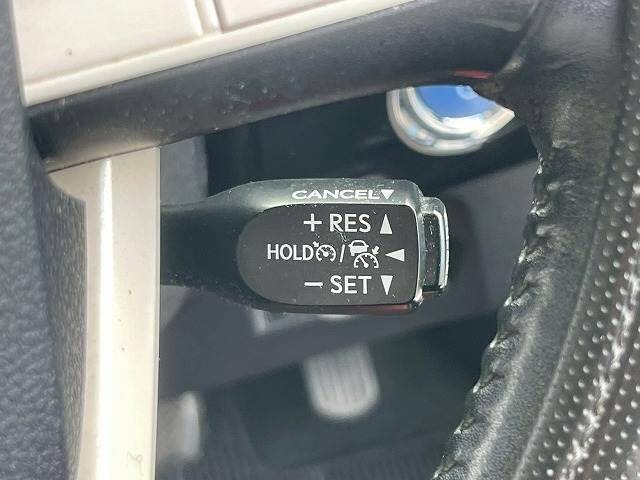 CANCEL▼
+ RES ▲
HOLD / ◀
− SET ▼